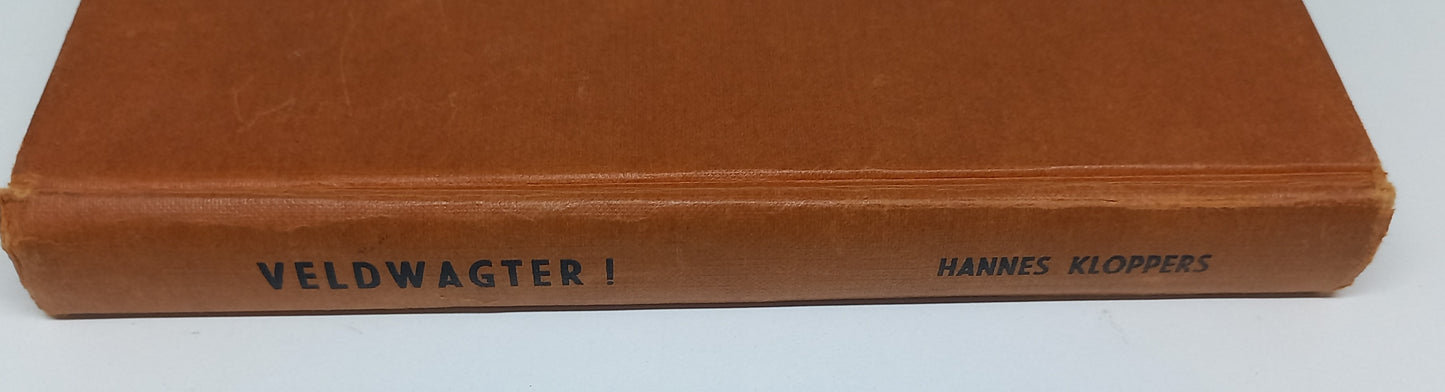 VELDWAGTER !
HANNES KLOPPERS